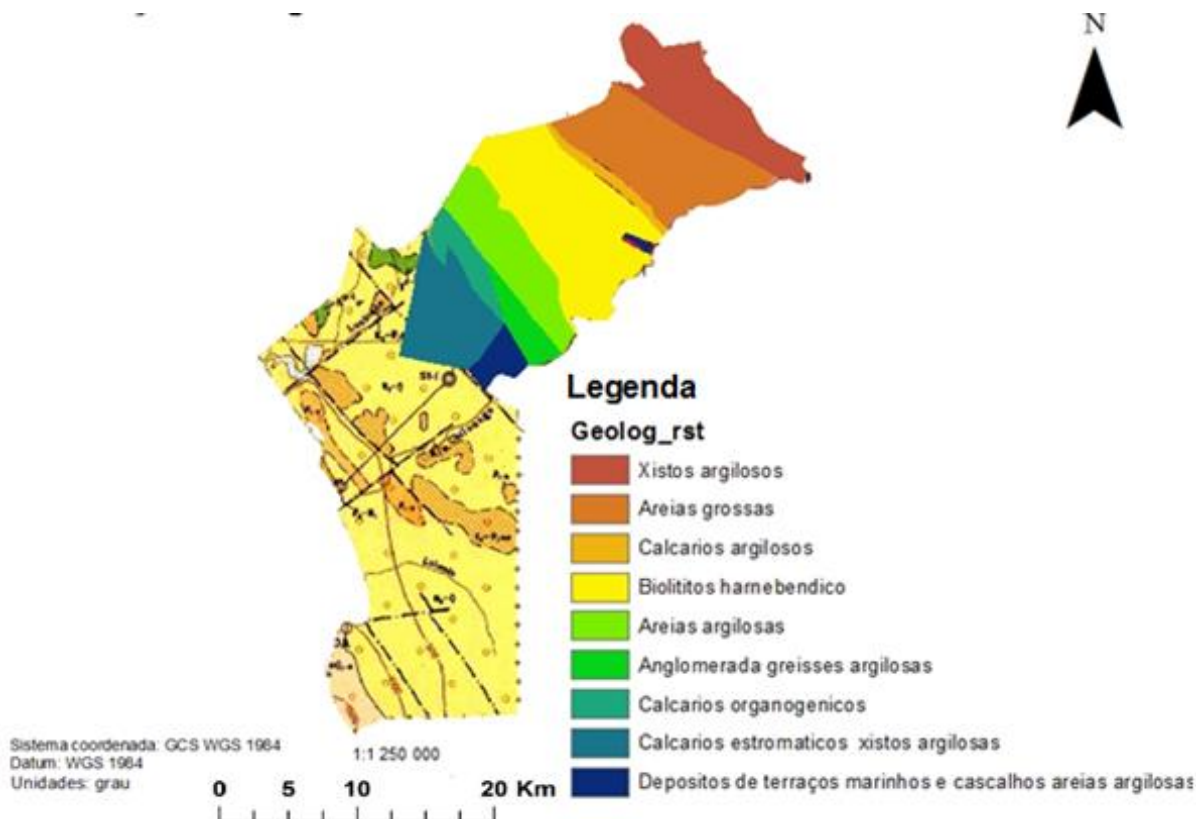 N
Legenda
Geolog_rst
Xistos argilosos
Areias grossas
Calcarios argilosos
Biolititos harnebendico
Areias argilosas
Anglomerada greisses argilosas
Calcarios organogenicos
Calcarios estromaticos xistos argilosas
Depositos de terraços marinhos e cascalhos areias argilosas
Sistema coordenada: GCS WGS 1984
Datum: WGS 1984
Unidades: grau
1:1 250 000
0 5 10 20 Km